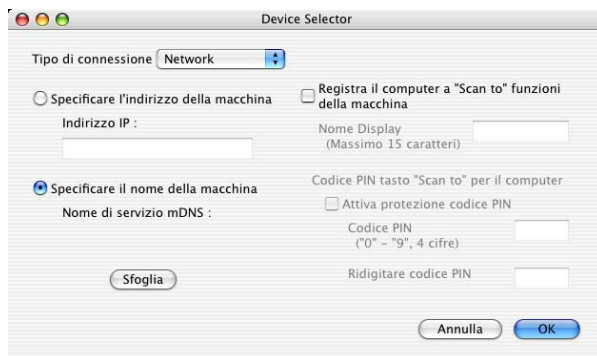 Device Selector
Tipo di connessione Network
Specificare l'indirizzo della macchina
Indirizzo IP :
Specificare il nome della macchina
Nome di servizio mDNS :
Sfoglia
Registra il computer a "Scan to" funzioni
della macchina
Nome Display
(Massimo 15 caratteri)
Codice PIN tasto "Scan to" per il computer
Attiva protezione codice PIN
Codice PIN
("0" - "9", 4 cifre)
Ridigitare codice PIN
Annulla
OK